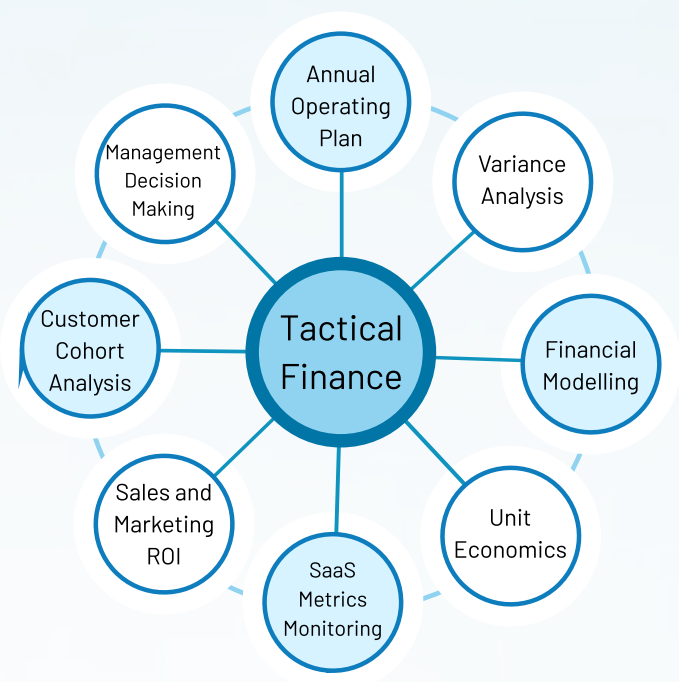 Annual
Operating
Plan
Management
Decision
Making
Variance
Analysis
Customer
Cohort
Analysis
Tactical
Finance
Financial
Modelling
Sales and
Marketing
ROI
Unit
Economics
SaaS
Metrics
Monitoring